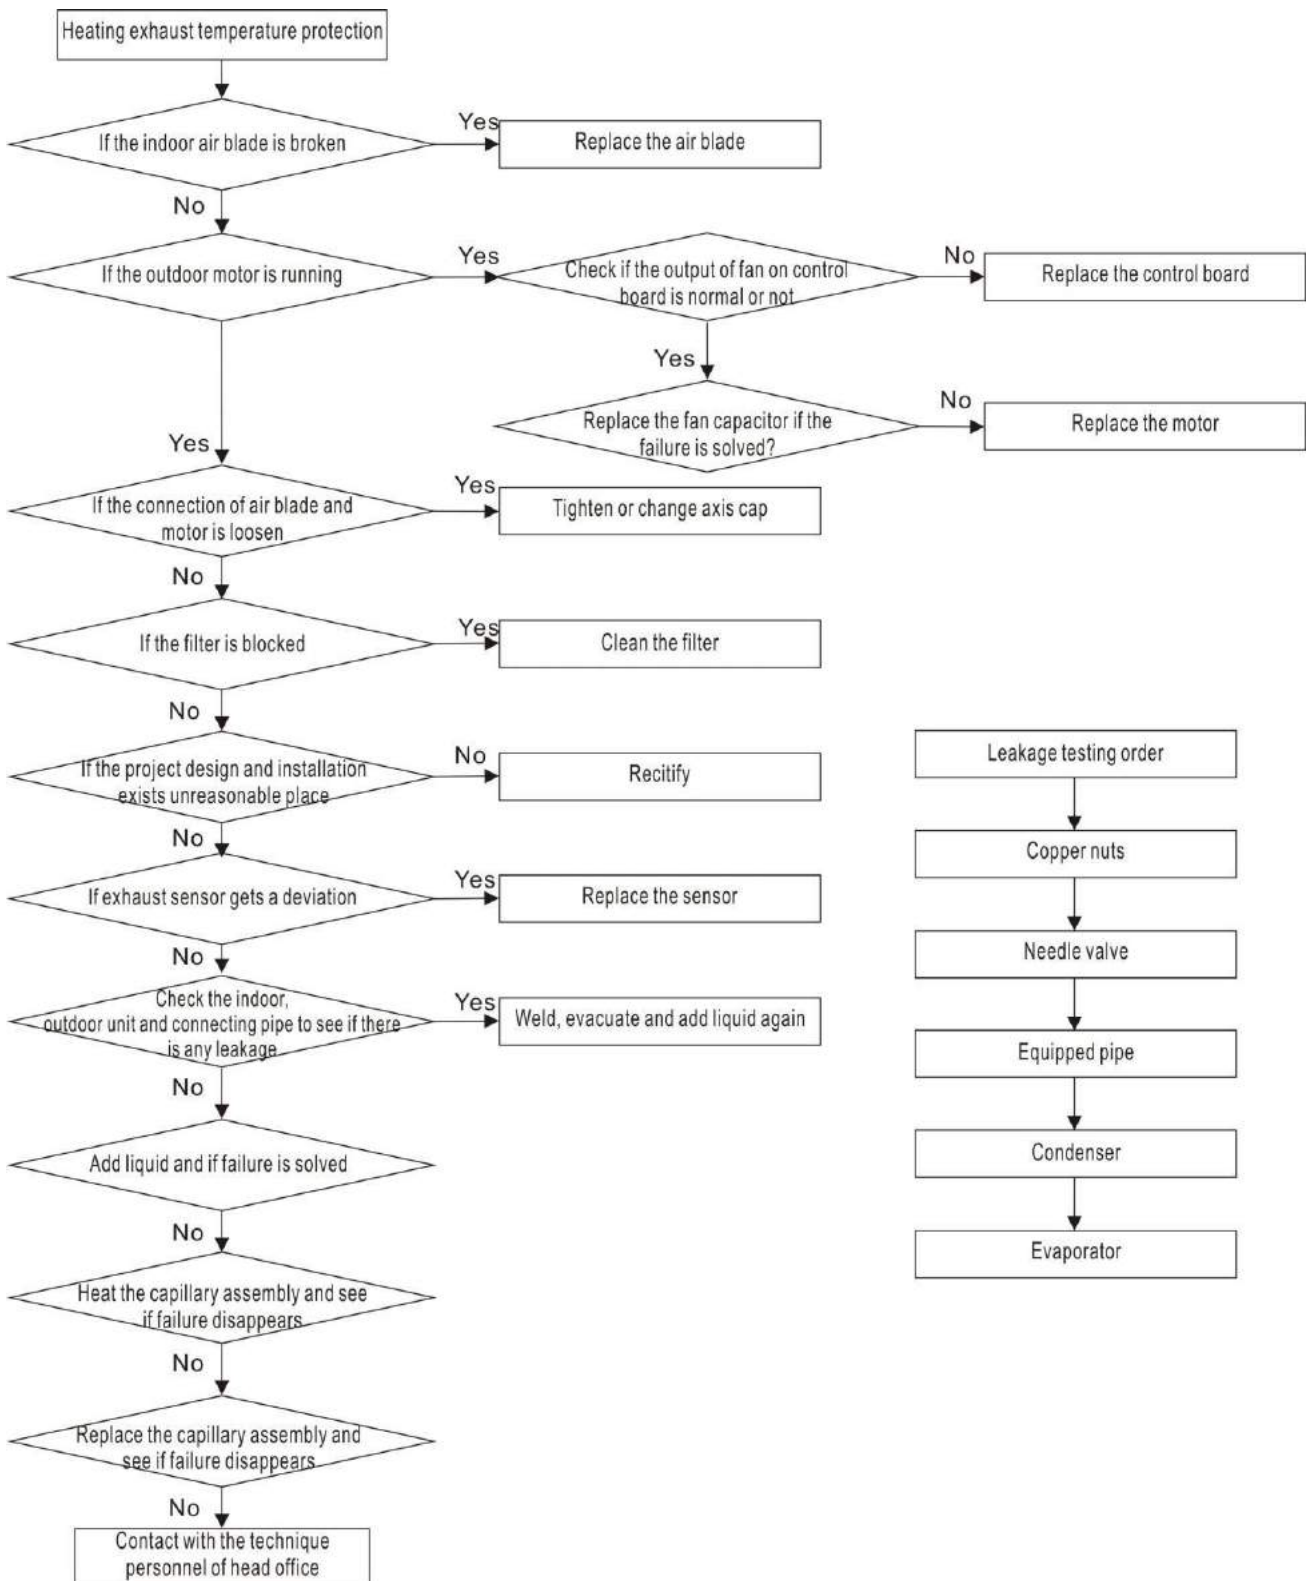 Heating exhaust temperature protection
If the indoor air blade is broken
Yes
Replace the air blade
No
If the outdoor motor is running
Yes
Check if the output of fan on control
board is normal or not
No
Replace the control board
Yes
Replace the fan capacitor if the
failure is solved?
No
Replace the motor
Yes
If the connection of air blade and
motor is loosen
Yes
Tighten or change axis cap
No
If the filter is blocked
Yes
Clean the filter
No
If the project design and installation
exists unreasonable place
No
Recitify
No
If exhaust sensor gets a deviation
Yes
Replace the sensor
No
Check the indoor,
outdoor unit and connecting pipe to see if there
is any leakage
Yes
Weld, evacuate and add liquid again
No
Add liquid and if failure is solved
No
Heat the capillary assembly and see
if failure disappears
No
Replace the capillary assembly and
see if failure disappears
No
Contact with the technique
personnel of head office
Leakage testing order
Copper nuts
Needle valve
Equipped pipe
Condenser
Evaporator